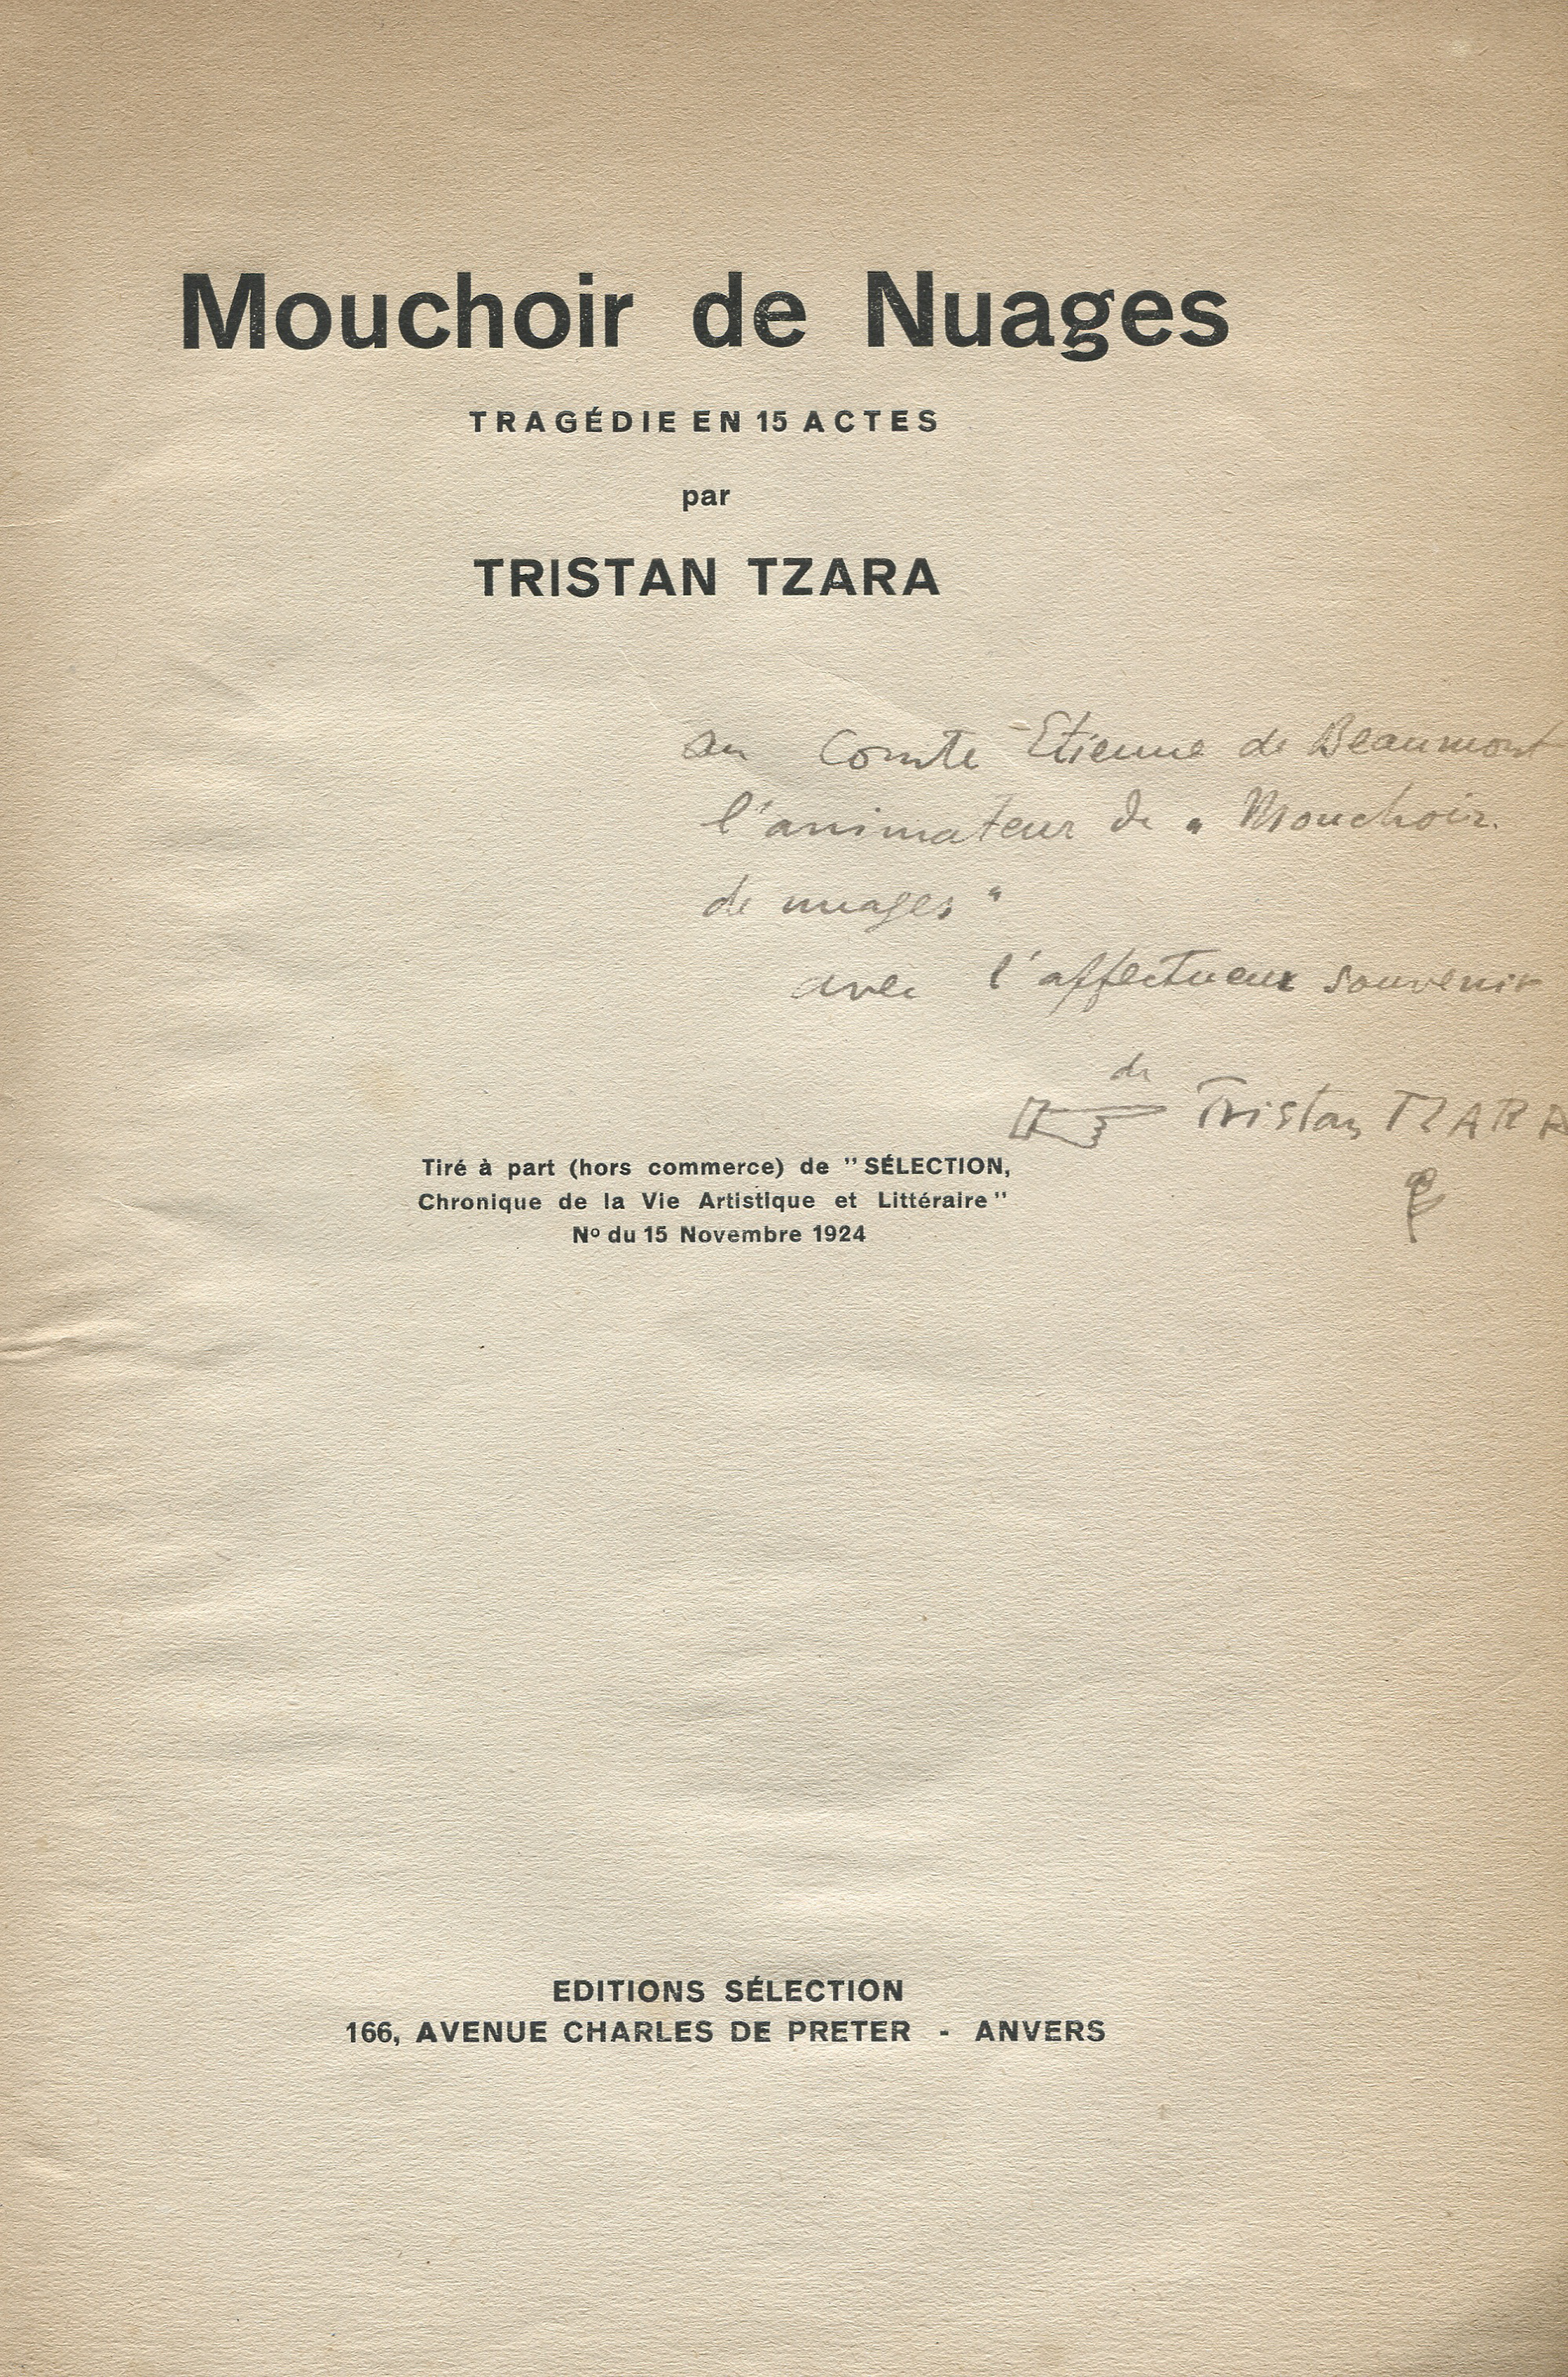 Mouchoir de Nuages
TRAGÉDIE EN 15 ACTES
par
TRISTAN TZARA
au Comte Etienne de Beaumont
l'animateur de „ Mouchoir
de nuages "
avec l'affectueux souvenir
de
Tristan TZARA
Tiré à part (hors commerce) de "SÉLECTION,
Chronique de la Vie Artistique et Littéraire"
Nº du 15 Novembre 1924
EDITIONS SÉLECTION
166, AVENUE CHARLES DE PRETER - ANVERS